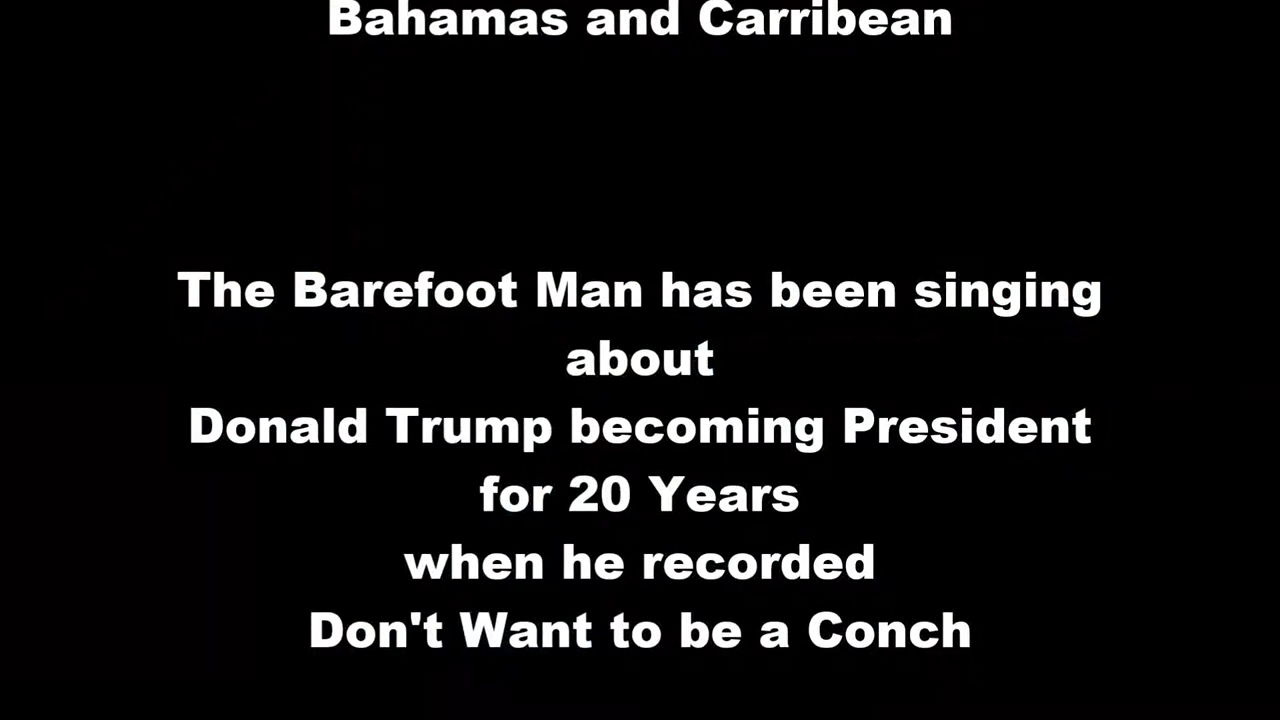 Bahamas and Carribean
The Barefoot Man has been singing
about
Donald Trump becoming President
for 20 Years
when he recorded
Don't Want to be a Conch